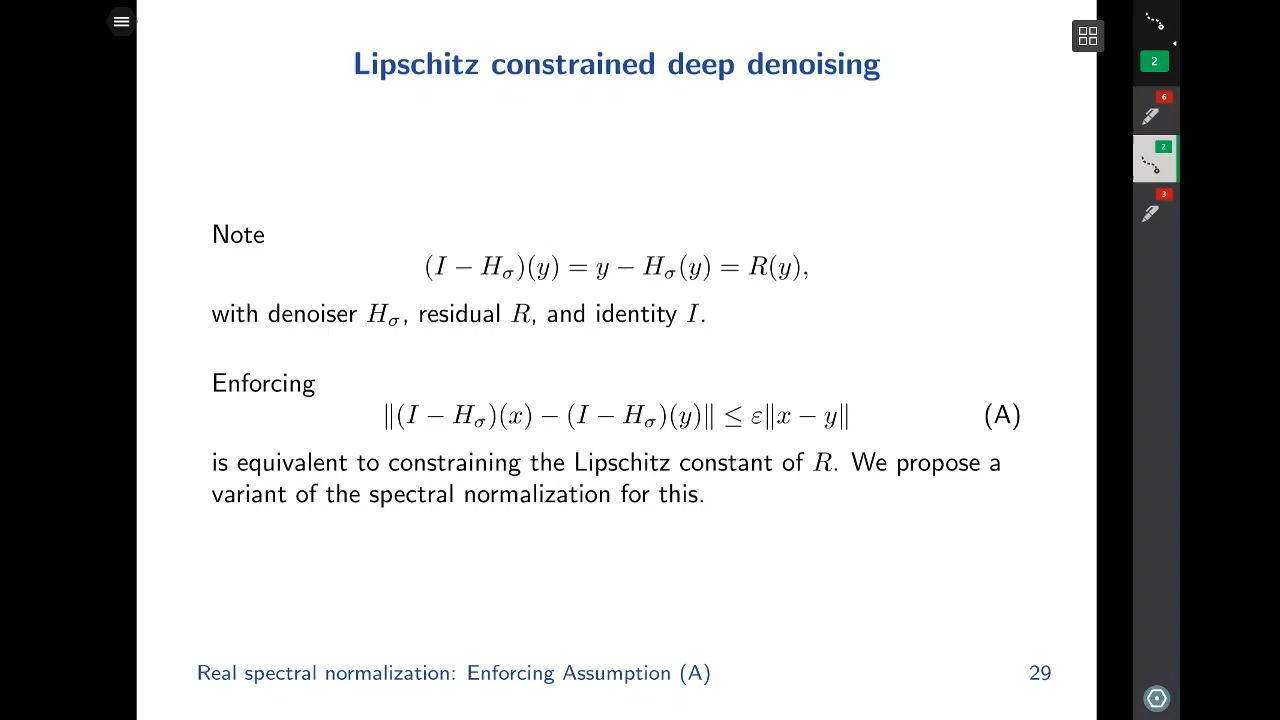 Lipschitz constrained deep denoising
2
6
2
3
Note
(I − H_σ)(y) = y − H_σ(y) = R(y),
with denoiser H_σ, residual R, and identity I.
Enforcing
‖(I − H_σ)(x) − (I − H_σ)(y)‖ ≤ ε‖x − y‖ (A)
is equivalent to constraining the Lipschitz constant of R. We propose a
variant of the spectral normalization for this.
Real spectral normalization: Enforcing Assumption (A) 29